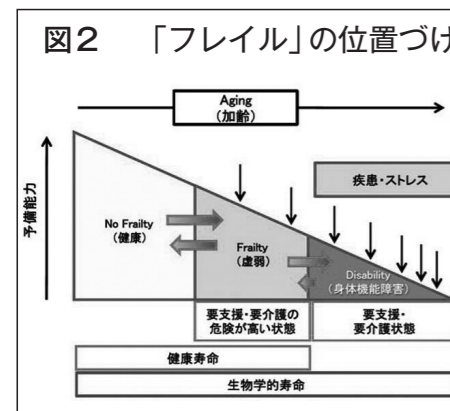 図2 「フレイル」の位置づけ
Aging
(加齢)
予備能力
疾患・ストレス
No Frailty
(健康)
Frailty
(虚弱)
Disability
(身体機能障害)
要支援・要介護の
危険が高い状態
要支援・
要介護状態
健康寿命
生物学的寿命